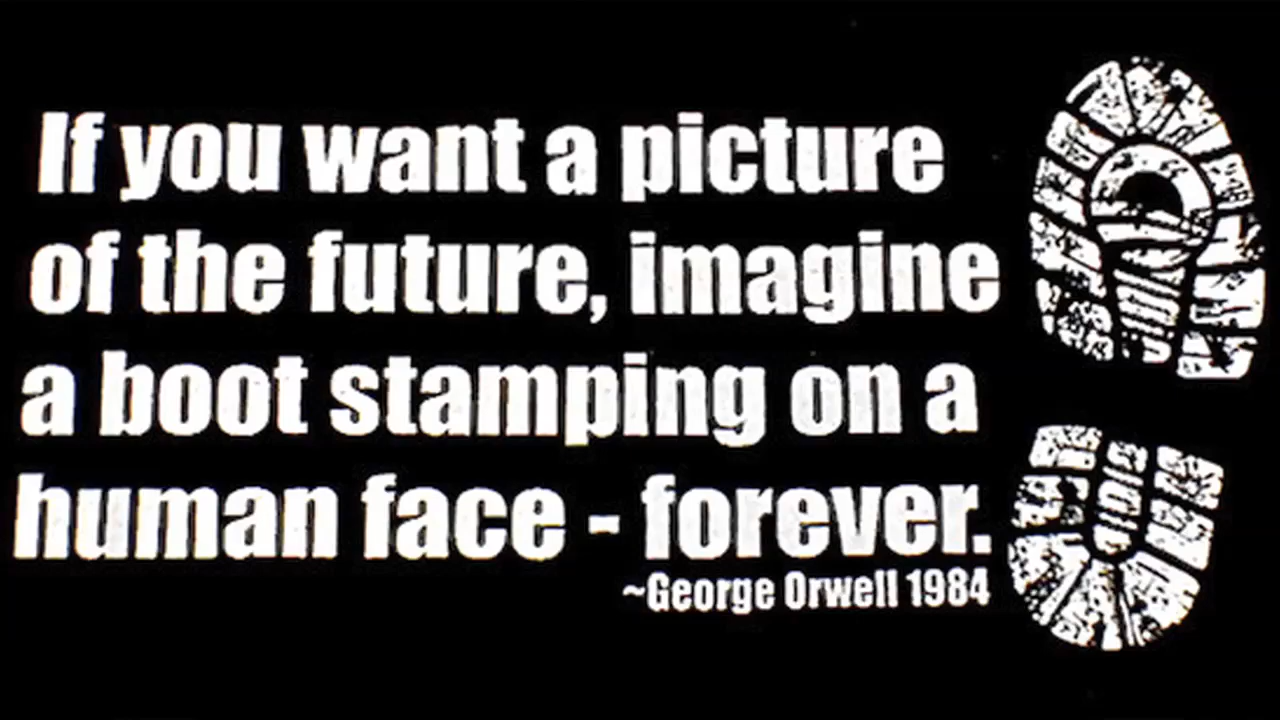 If you want a picture
of the future, imagine
a boot stamping on a
human face - forever.
~George Orwell 1984